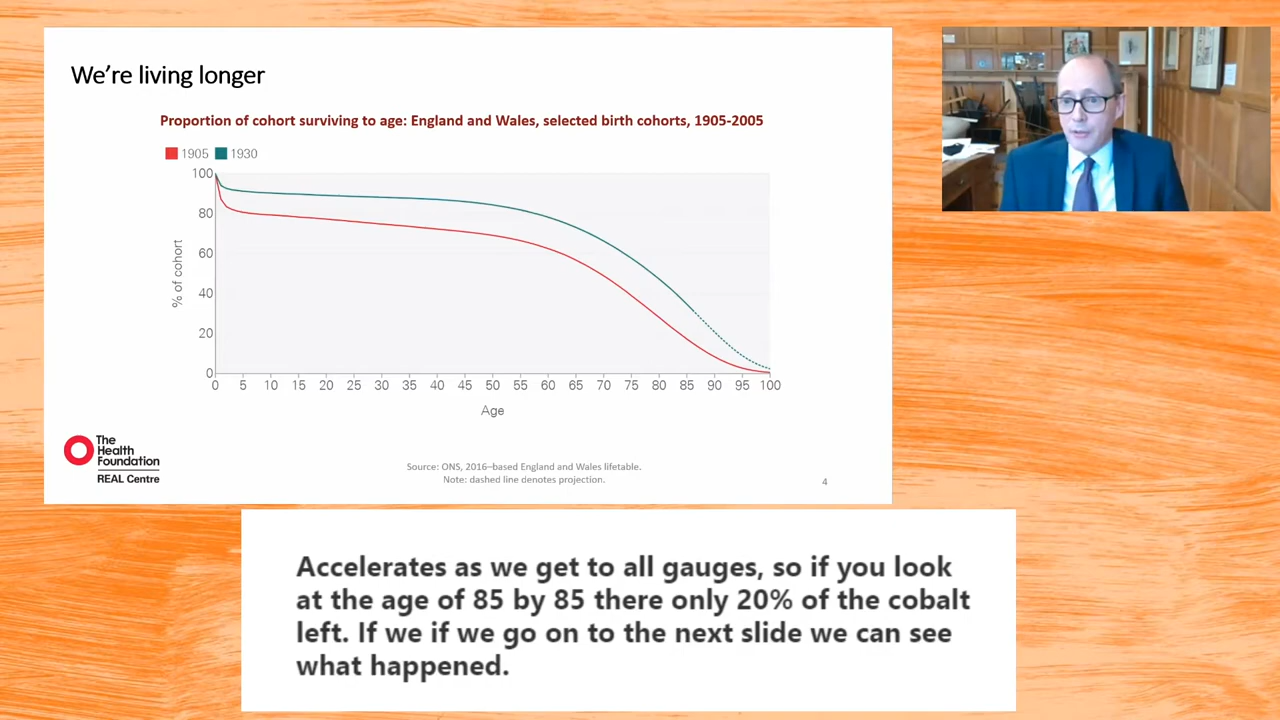 We're living longer
Proportion of cohort surviving to age: England and Wales, selected birth cohorts, 1905-2005
1905 1930
100
80
60
40
20
0
% of cohort
0 5 10 15 20 25 30 35 40 45 50 55 60 65 70 75 80 85 90 95 100
Age
The
Health
Foundation
REAL Centre
Source: ONS, 2016–based England and Wales lifetable.
Note: dashed line denotes projection.
4
Accelerates as we get to all gauges, so if you look
at the age of 85 by 85 there only 20% of the cobalt
left. If we if we go on to the next slide we can see
what happened.